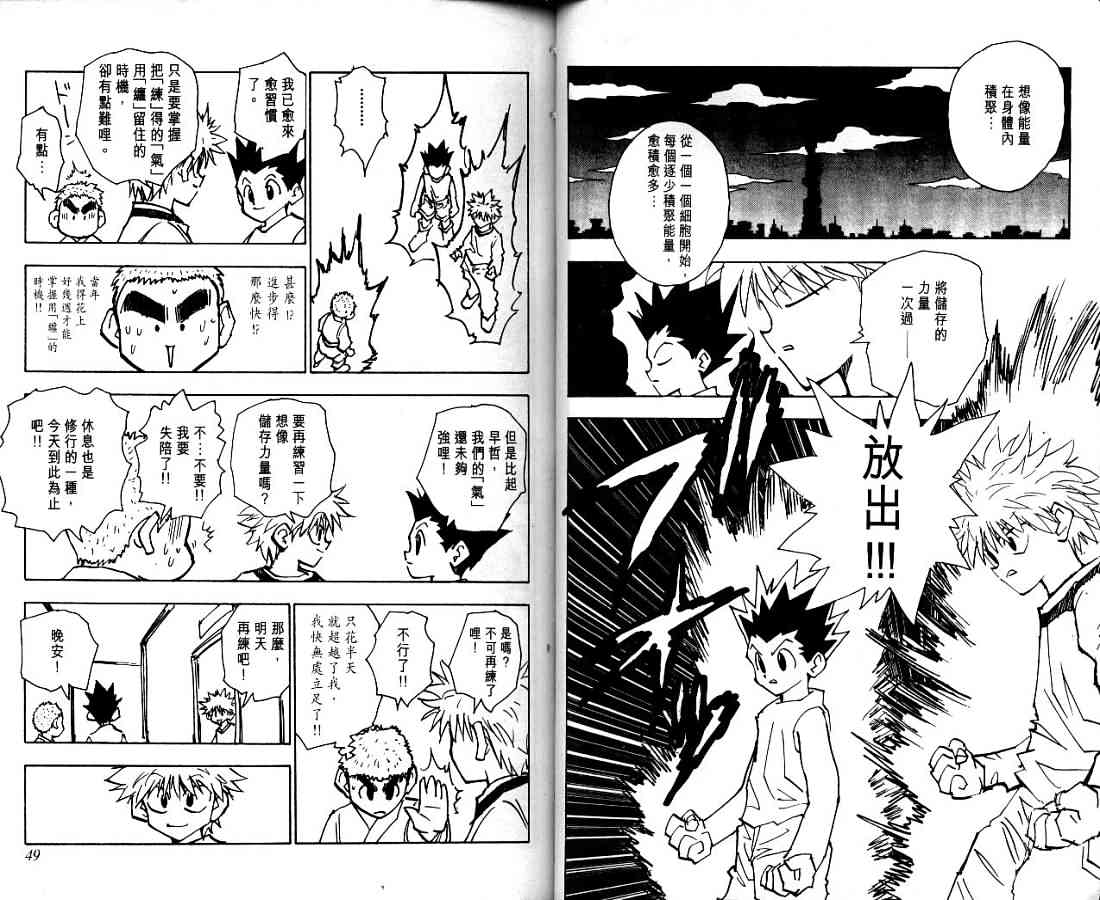 想像能量
在身體內
積聚⋯
從一個一個細胞開始，
每個逐少積聚能量，
愈積愈多⋯
將儲存的
力量
一次過——
放出!!!
⋯⋯⋯
我已愈來
愈習慣
了。
只是要掌握
把「練」得的「氣」
用「纏」留住的
時機，
卻有點難哩。
有點⋯
甚麼!?
進步得
那麼快!?
當年
我得花上
好幾週才能
掌握用「纏」的
時機!!
但是比起
早哲，
我們的「氣」
還未夠
強哩！
要再練習一下
想像
儲存力量嗎？
不⋯不要!!
我要
失陪了!!
休息也是
修行的一種，
今天到此為止
吧!!
是嗎？
不可再練了
哩！
不行了!!
只花半天
就超越了我，
我快無處立足了!!
那麼，
明天
再練吧！
晚安！
49